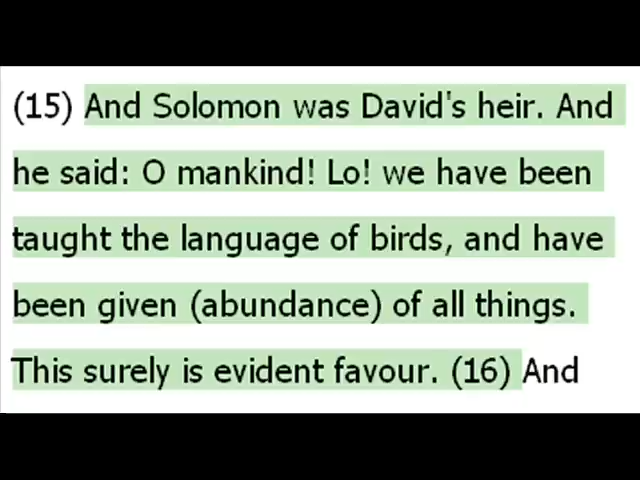 (15) And Solomon was David's heir. And
he said: O mankind! Lo! we have been
taught the language of birds, and have
been given (abundance) of all things.
This surely is evident favour. (16) And